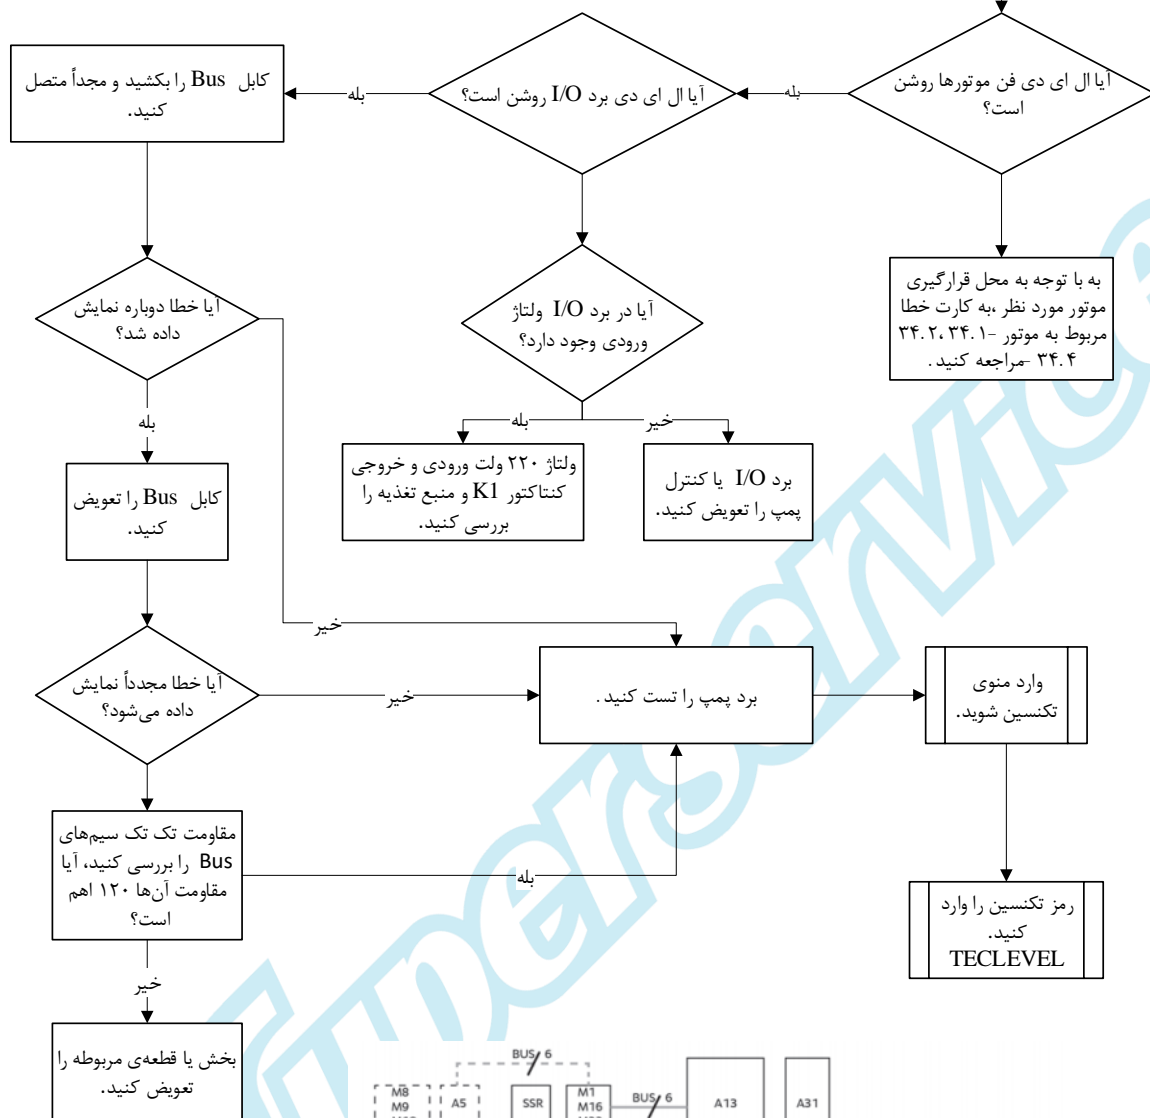 آیا ال ای دی فن موتورها روشن
است؟
بله
آیا ال ای دی برد I/O روشن است؟
بله
کابل Bus را بکشید و مجداً متصل
کنید.
به با توجه به محل قرارگیری
موتور مورد نظر ،به کارت خطا
مربوط به موتور -۳۴.۲،۳۴.۱
۳۴.۴ -مراجعه کنید.
آیا در برد I/O ولتاژ
ورودی وجود دارد؟
آیا خطا دوباره نمایش
داده شد؟
خیر
بله
بله
برد I/O یا کنترل
پمپ را تعویض کنید.
ولتاژ ۲۲۰ ولت ورودی و خروجی
کنتاکتور K1 و منبع تغذیه را
بررسی کنید.
کابل Bus را تعویض
کنید.
خیر
آیا خطا مجدداً نمایش
داده می‌شود؟
خیر
برد پمپ را تست کنید.
وارد منوی
تکنسین شوید.
مقاومت تک تک سیم‌های
Bus را بررسی کنید، آیا
مقاومت آن‌ها ۱۲۰ اهم
است؟
بله
رمز تکنسین را وارد
کنید.
TECLEVEL
خیر
بخش یا قطعه‌ی مربوطه را
تعویض کنید.
BUS 6
M8
M9
A5
SSR
M1
M16
BUS 6
A13
A31